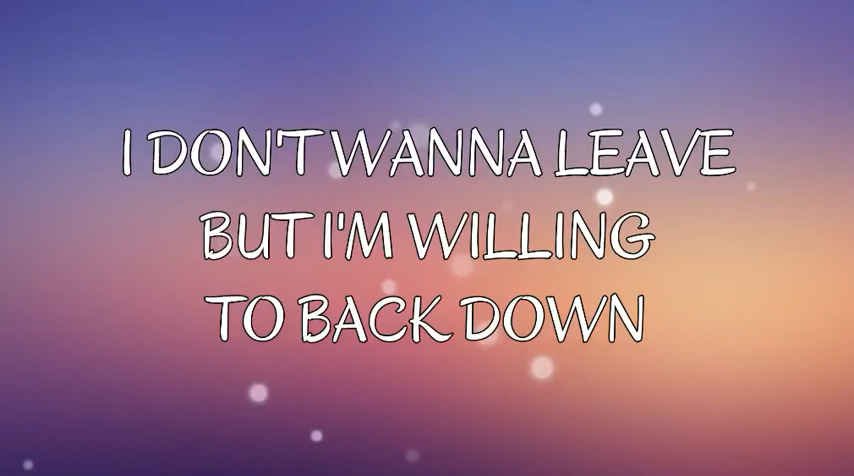 I DON'T WANNA LEAVE
BUT I'M WILLING
TO BACK DOWN